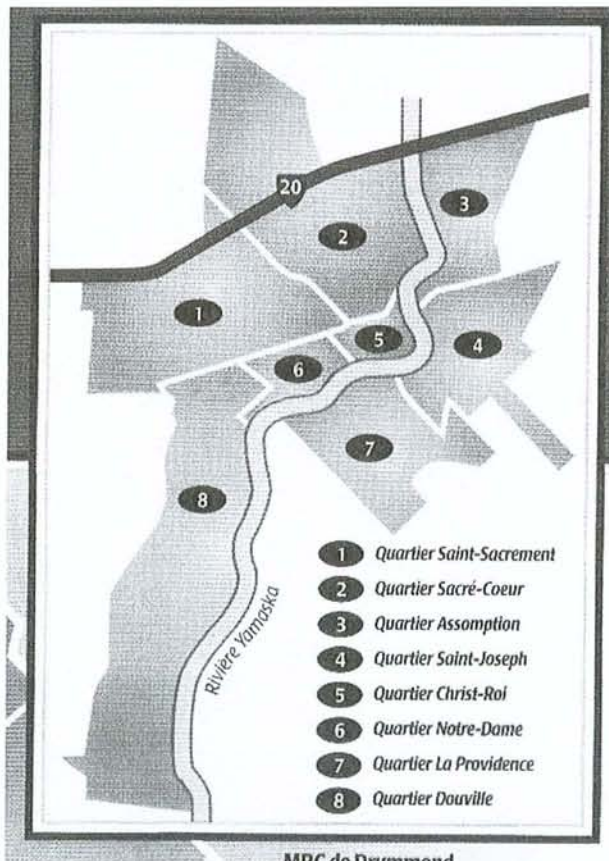 20
3
2
1
5
4
6
7
8
Rivière Yamaska
1 Quartier Saint-Sacrement
2 Quartier Sacré-Coeur
3 Quartier Assomption
4 Quartier Saint-Joseph
5 Quartier Christ-Roi
6 Quartier Notre-Dame
7 Quartier La Providence
8 Quartier Douville
MRC de Drummond